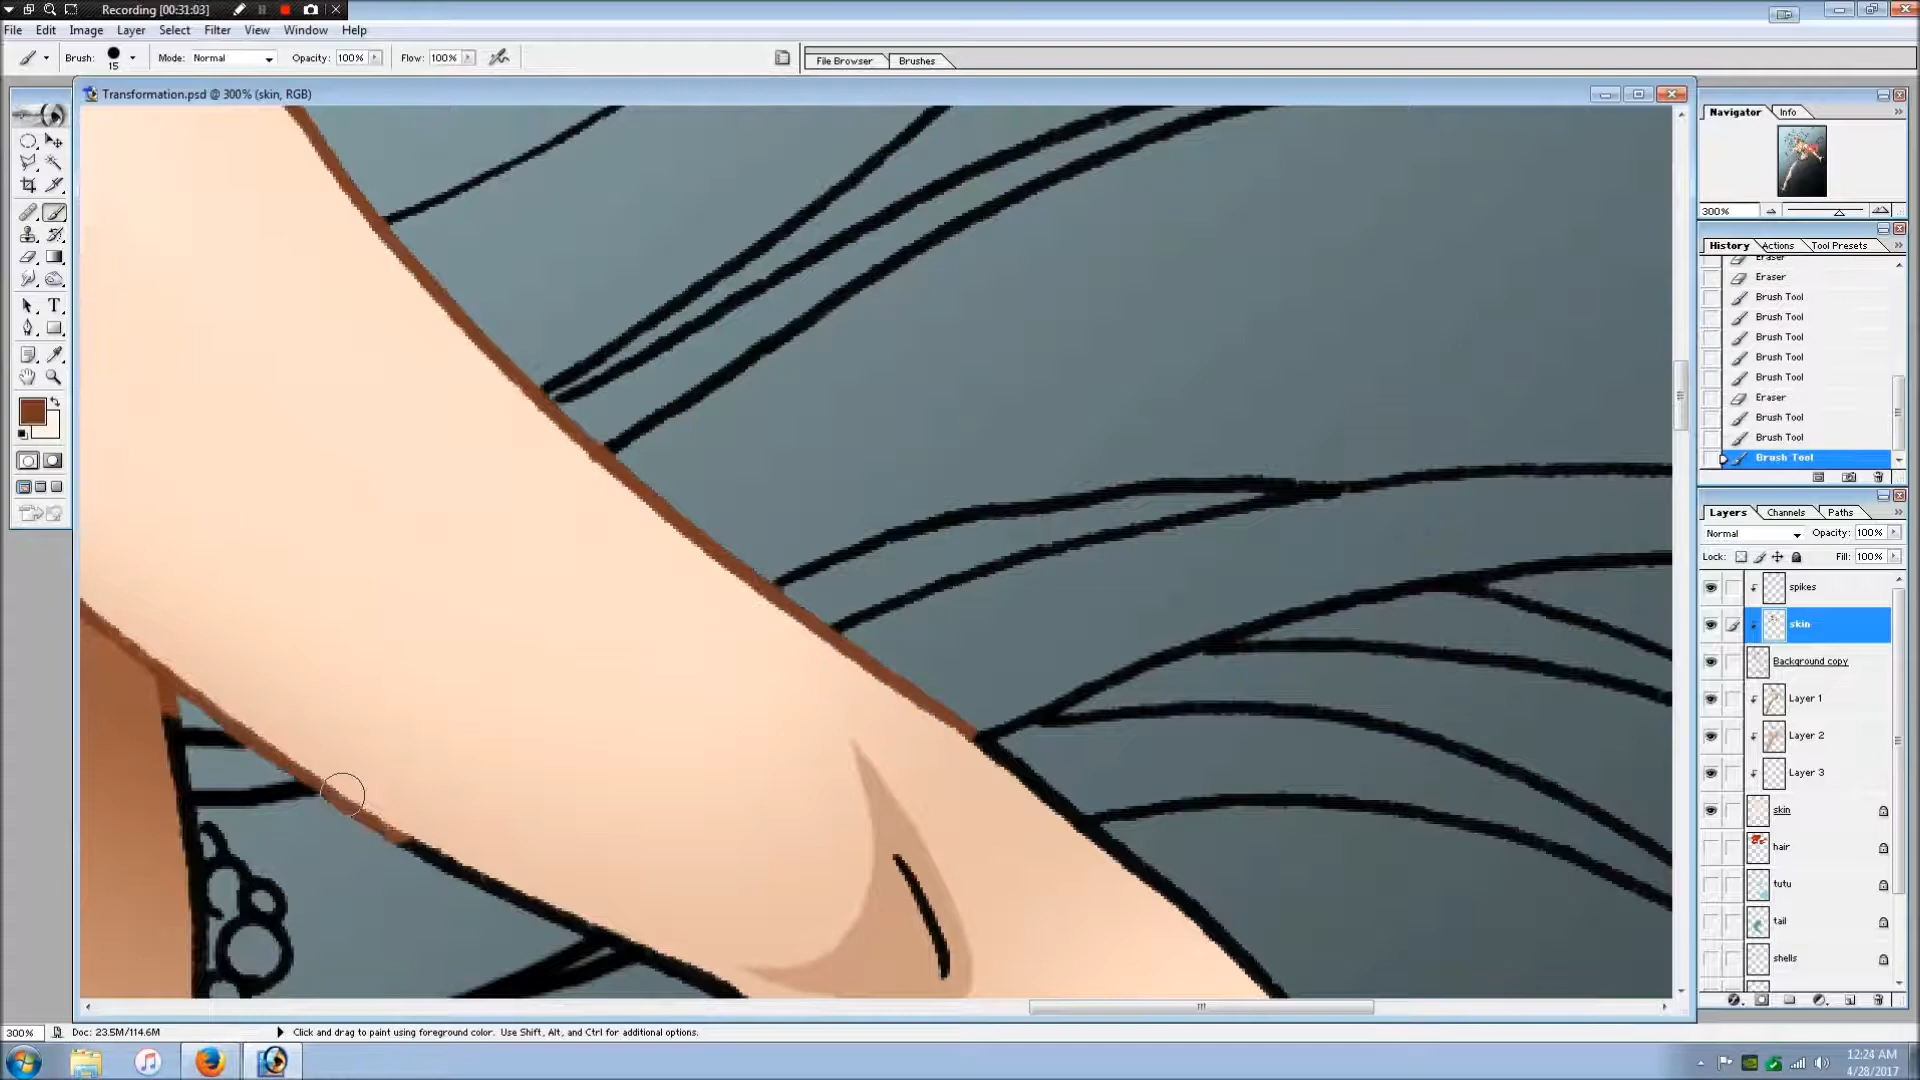 Recording [00:31:03]
File Edit Image Layer Select Filter View Window Help
Brush: 15 Mode: Normal Opacity: 100% Flow: 100%
File Browser Brushes
Transformation.psd @ 300% (skin, RGB)
Navigator Info
300%
History Actions Tool Presets
Eraser
Eraser
Brush Tool
Brush Tool
Brush Tool
Brush Tool
Brush Tool
Eraser
Brush Tool
Brush Tool
Brush Tool
Layers Channels Paths
Normal Opacity: 100%
Lock: Fill: 100%
spikes
skin
Background copy
Layer 1
Layer 2
Layer 3
skin
hair
tutu
tail
shells
300% Doc: 23.5M/114.6M Click and drag to paint using foreground color. Use Shift, Alt, and Ctrl for additional options.
12:24 AM
4/28/2017